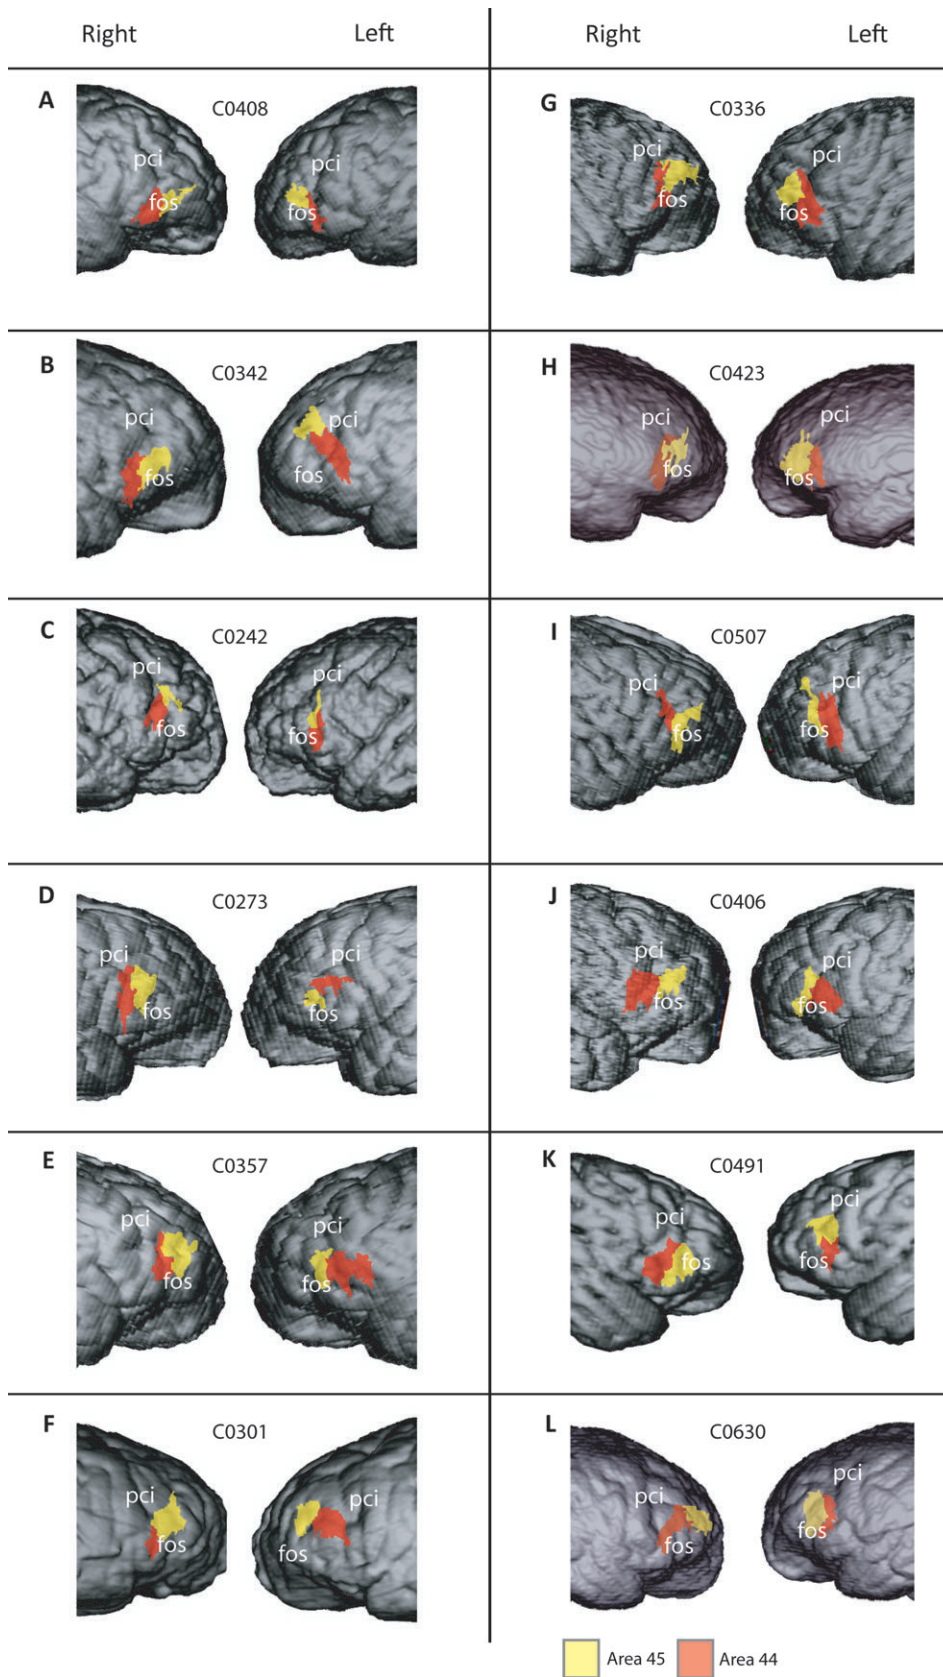 Right Left Right Left
A C0408 G C0336
pci pci pci pci
fos fos fos fos
B C0342 H C0423
pci pci pci pci
fos fos fos fos
C C0242 I C0507
pci pci pci pci
fos fos fos fos
D C0273 J C0406
pci pci pci pci
fos fos fos fos
E C0357 K C0491
pci pci pci pci
fos fos fos fos
F C0301 L C0630
pci pci pci pci
fos fos fos fos
Area 45 Area 44